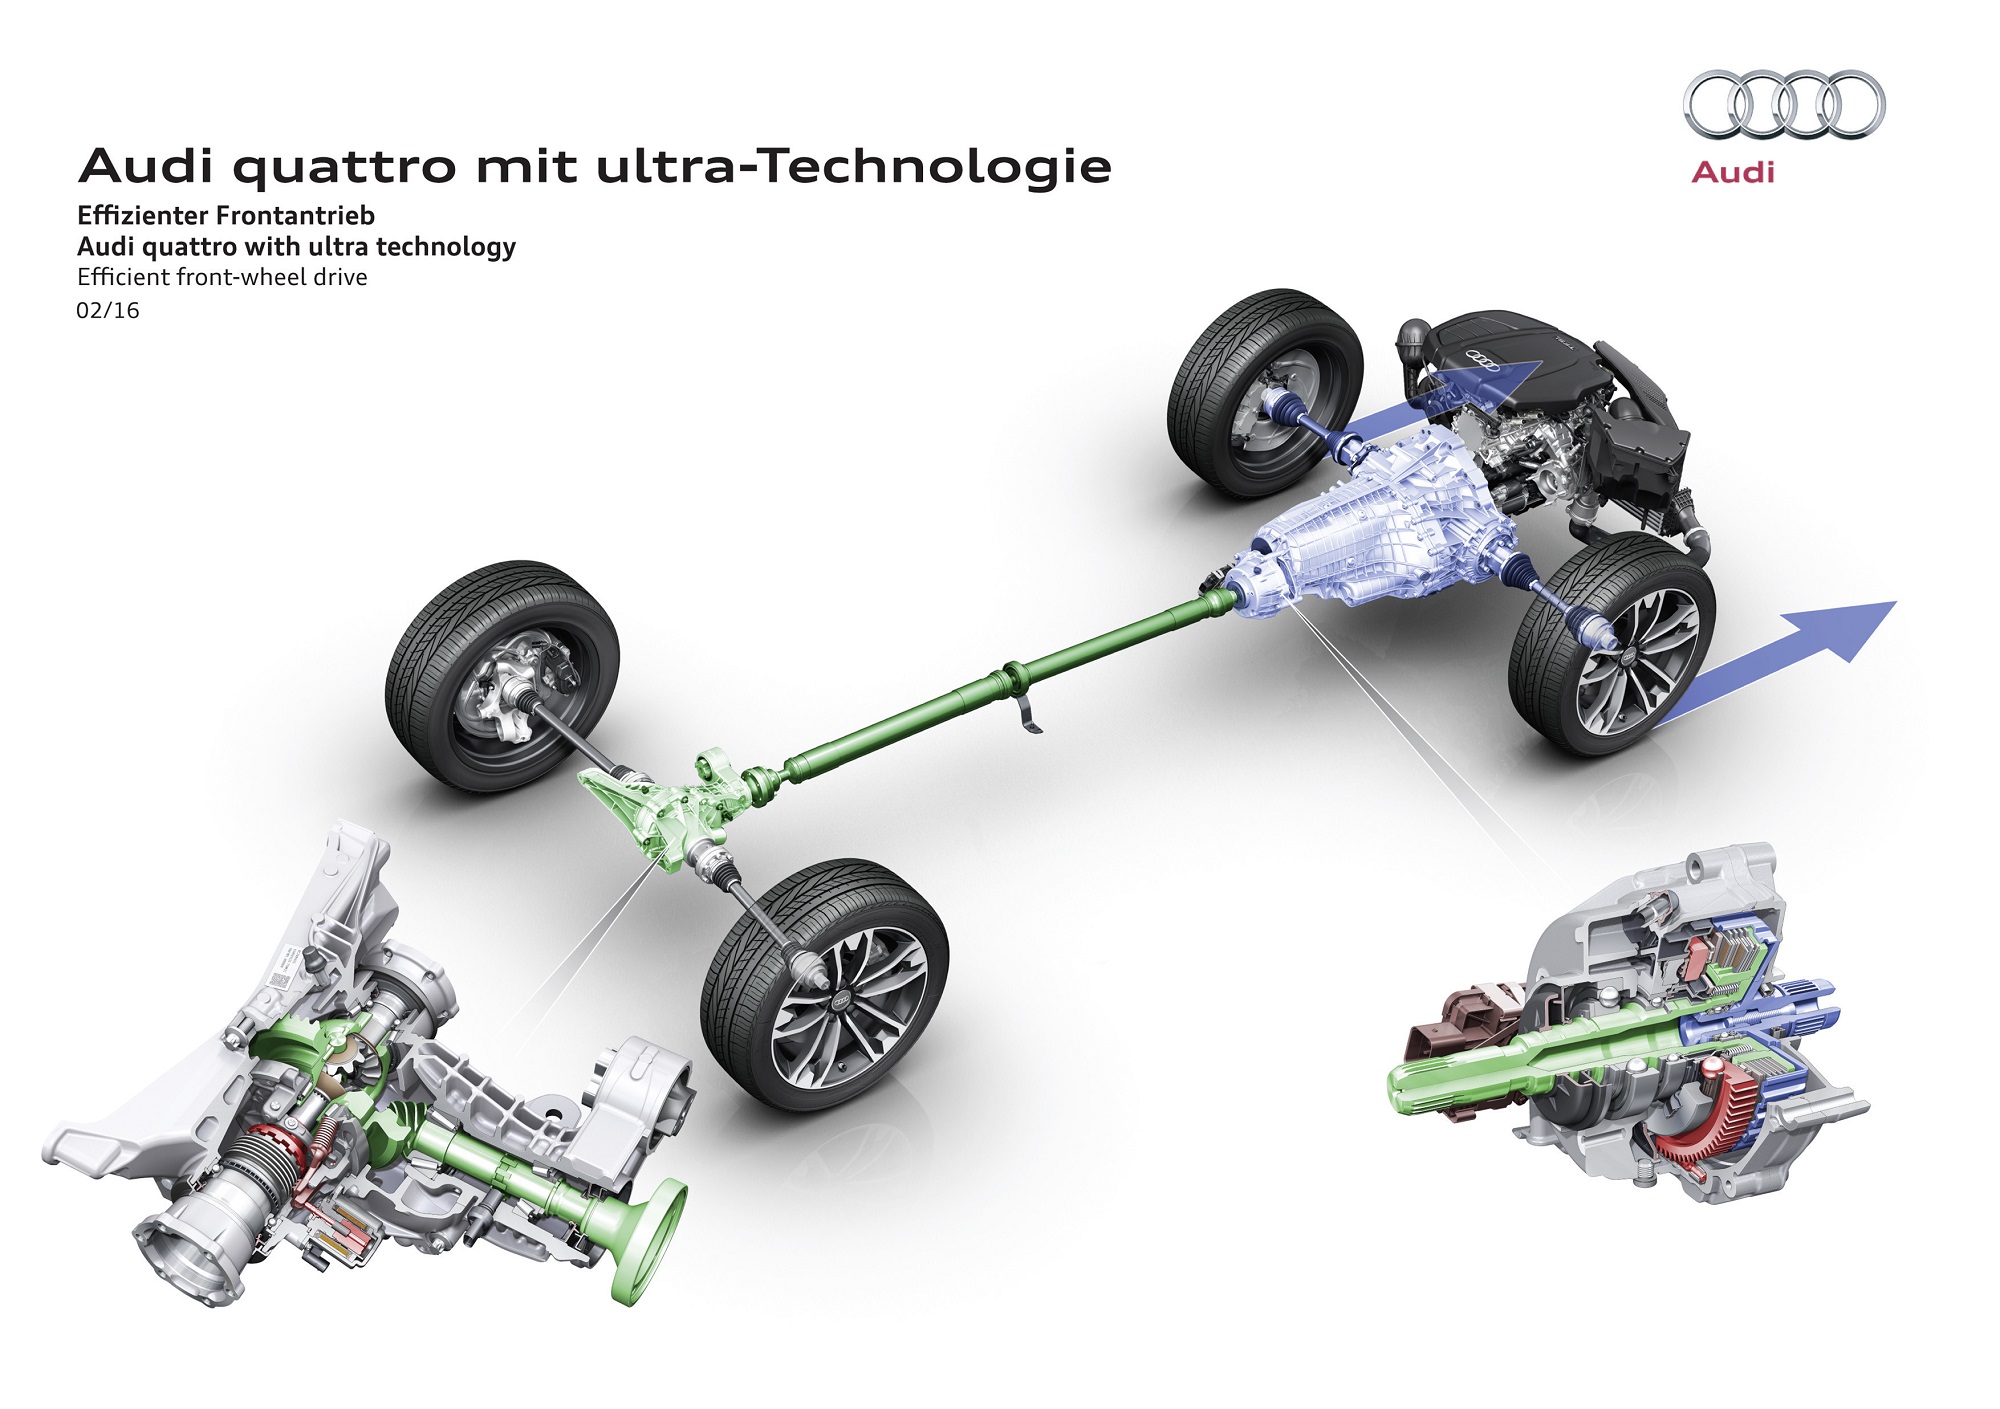 Audi quattro mit ultra-Technologie
Effizienter Frontantrieb
Audi quattro with ultra technology
Efficient front-wheel drive
02/16
Audi